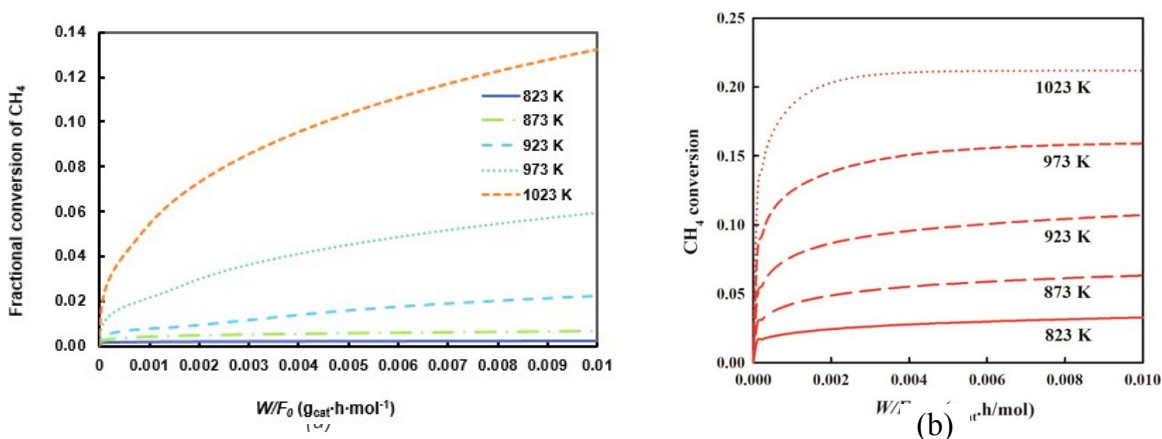 0.14
0.12
0.10
0.08
0.06
0.04
0.02
0.00
Fractional conversion of CH₄
823 K
873 K
923 K
973 K
1023 K
0 0.001 0.002 0.003 0.004 0.005 0.006 0.007 0.008 0.009 0.01
W/F₀ (g_cat·h·mol⁻¹)
0.20
0.15
0.10
0.05
0.00
CH₄ conversion
1023 K
973 K
923 K
873 K
823 K
0.000 0.002 0.004 0.006 0.008 0.010
.h/mol)
(b)